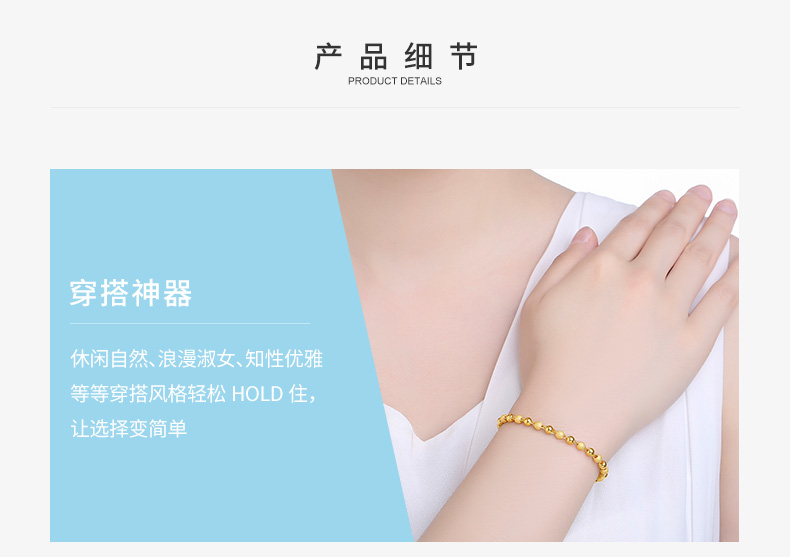 产品细节
PRODUCT DETAILS
穿搭神器
休闲自然、浪漫淑女、知性优雅
等等穿搭风格轻松 HOLD 住，
让选择变简单